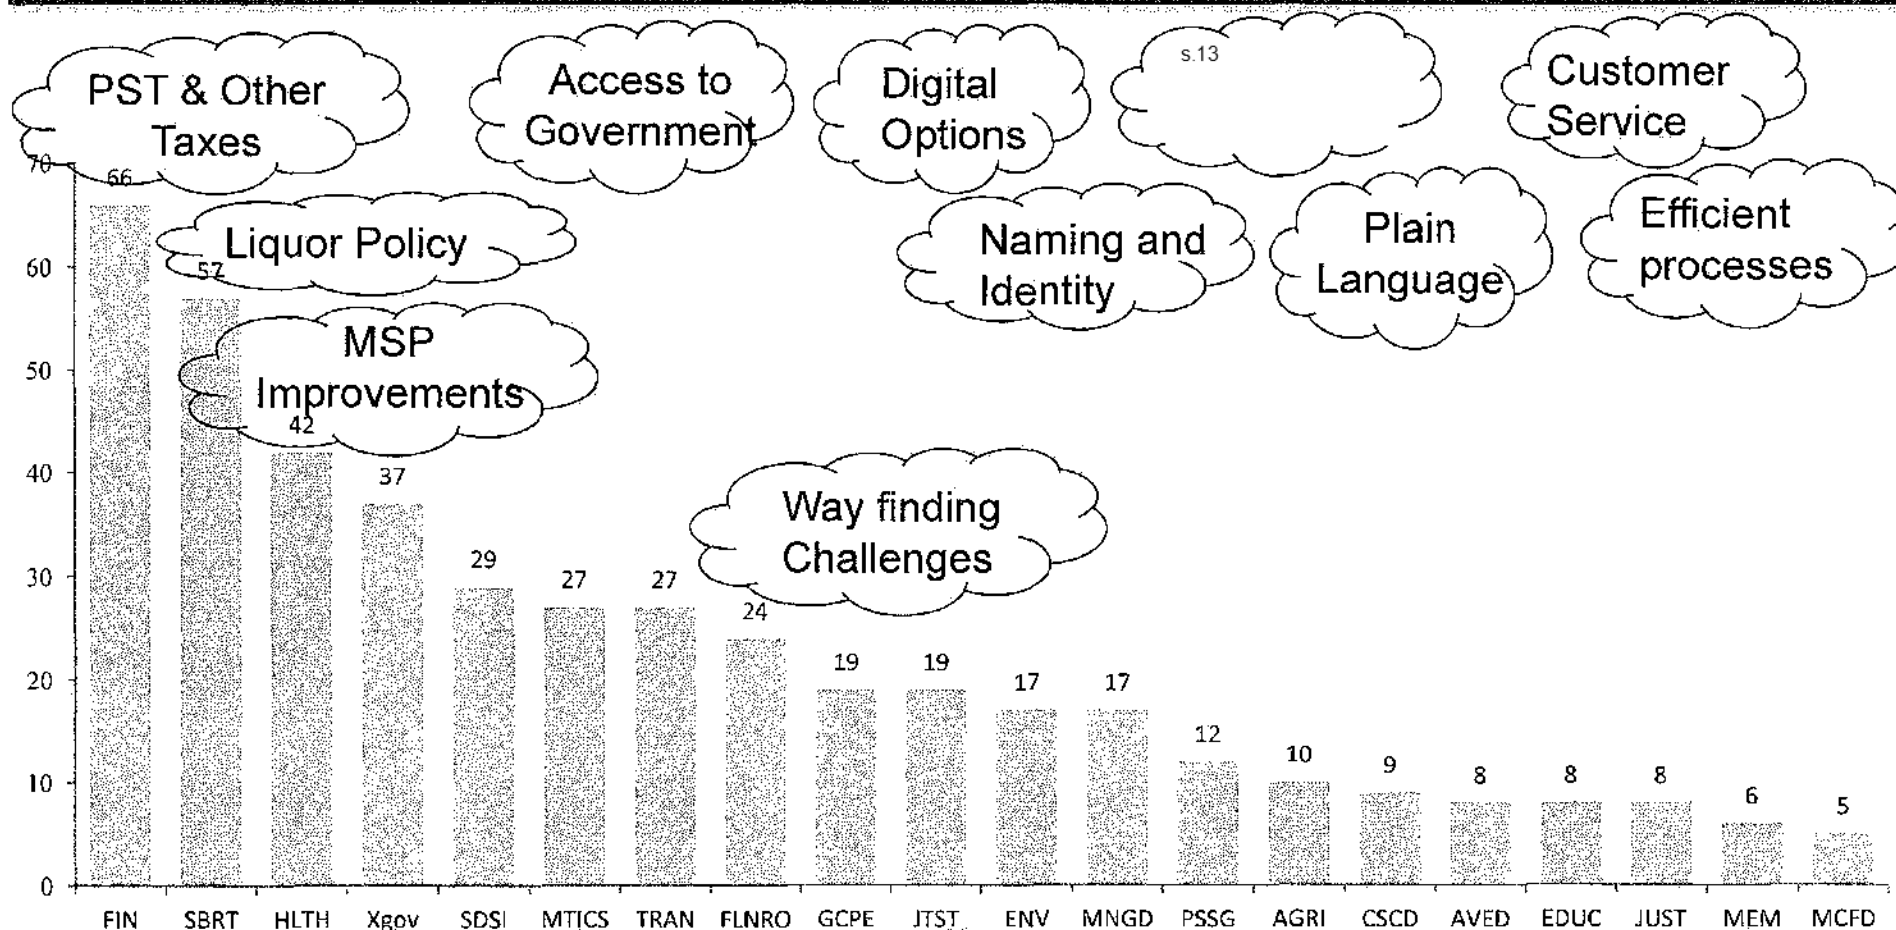 PST & Other
Taxes
Access to
Government
Digital
Options
s.13
Customer
Service
Liquor Policy
Naming and
Identity
Plain
Language
Efficient
processes
MSP
Improvements
Way finding
Challenges
70
60
50
40
30
20
10
0
66
57
42
37
29
27
27
24
19
19
17
17
12
10
9
8
8
8
6
5
FIN SBRT HLTH Xgov SDSI MTICS TRAN FLNRO GCPE JTST ENV MNGD PSSG AGRI CSCD AVED EDUC JUST MEM MCFD